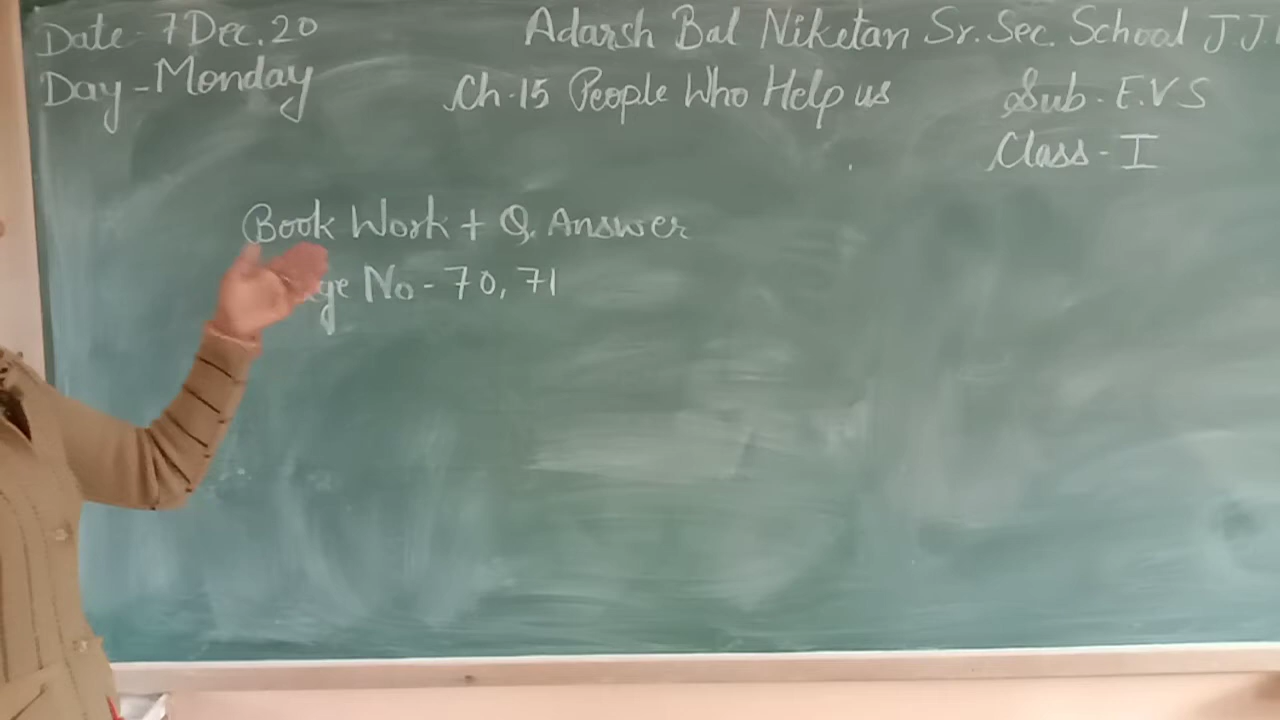 Date - 7 Dec. 20
Adarsh Bal Niketan Sr. Sec. School JJ
Day - Monday
Ch. 15 People Who Help us
Sub - E.V S
Class - I
Book Work + Q. Answer
No - 70, 71